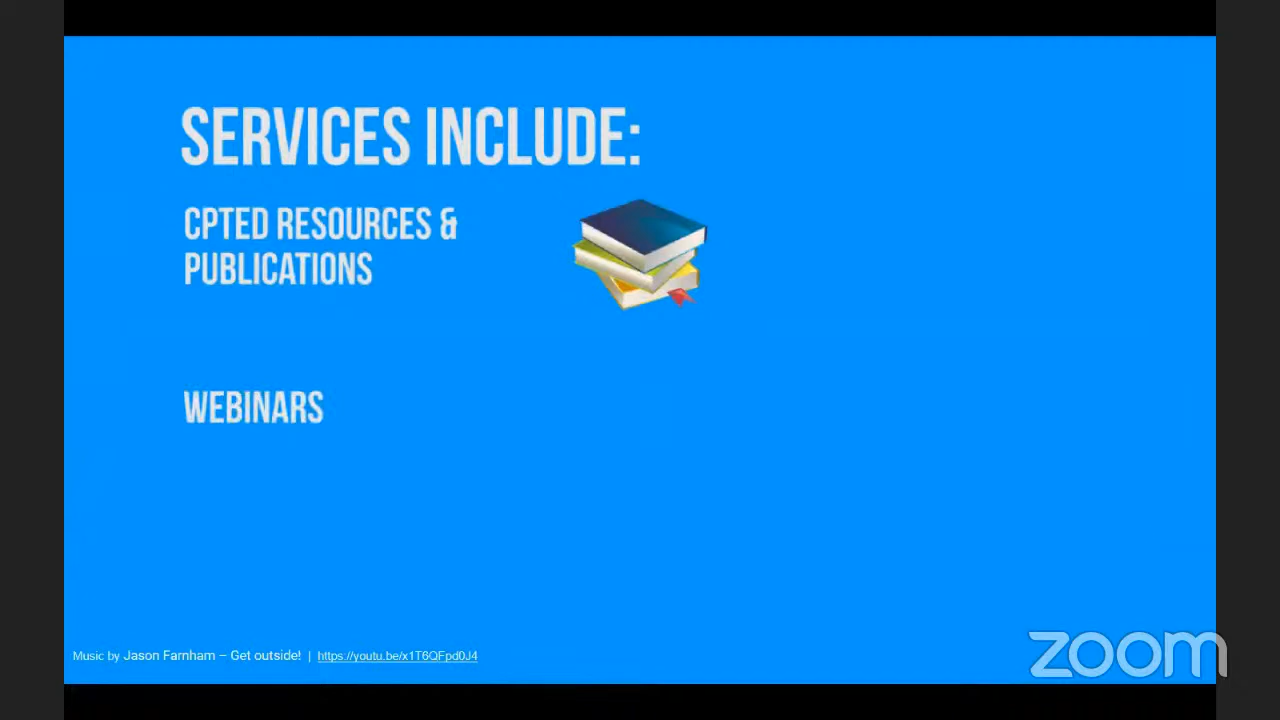 SERVICES INCLUDE:
CPTED RESOURCES &
PUBLICATIONS
WEBINARS
Music by Jason Farnham – Get outside! | https://youtu.be/x1T6QFpd0J4
zoom